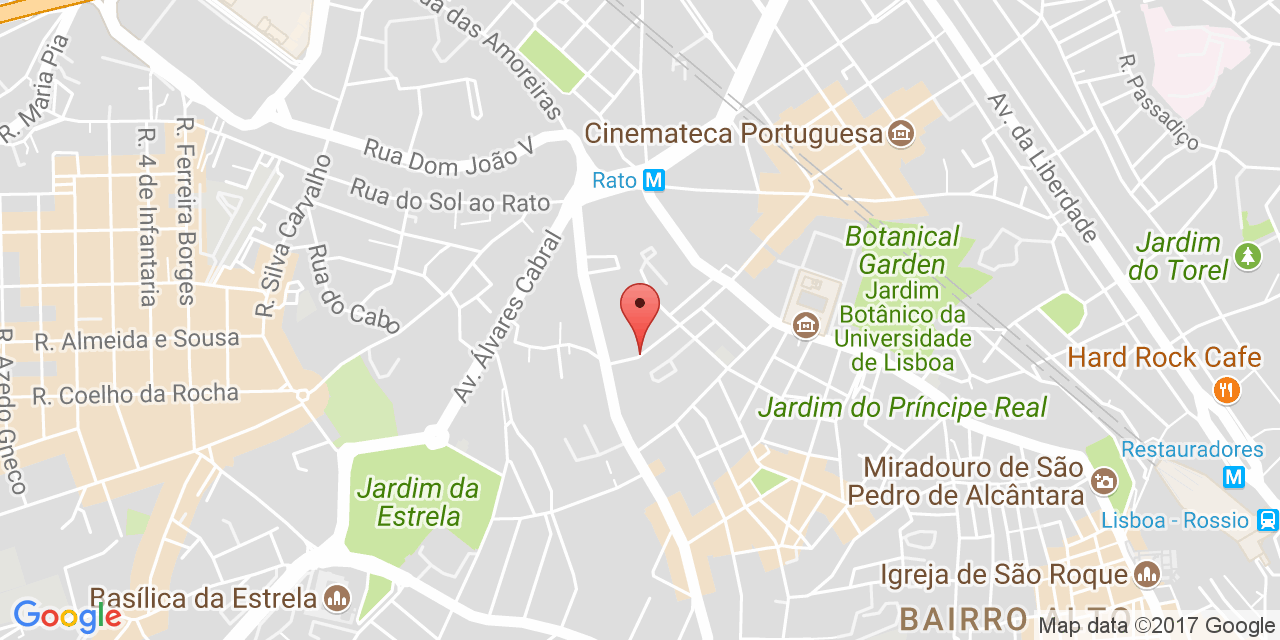 Rua das Amoreiras
R. Maria Pia
R. Passadiço
Av. da Liberdade
R. Ferreira Borges
R. 4 de Infantaria
Cinemateca Portuguesa
Rua Dom João V
Rato M
Rua do Sol ao Rato
R. Silva Carvalho
Av. Álvares Cabral
Botanical
Garden
Jardim
Botânico da
Universidade
de Lisboa
Jardim
do Torel
Rua do Cabo
R. Almeida e Sousa
R. Azedo Gneco
Hard Rock Cafe
R. Coelho da Rocha
Jardim do Príncipe Real
Restauradores
M
Miradouro de São
Pedro de Alcântara
Jardim da
Estrela
Lisboa - Rossio
Igreja de São Roque
Basílica da Estrela
BAIRRO ALTO
Google
Map data ©2017 Google